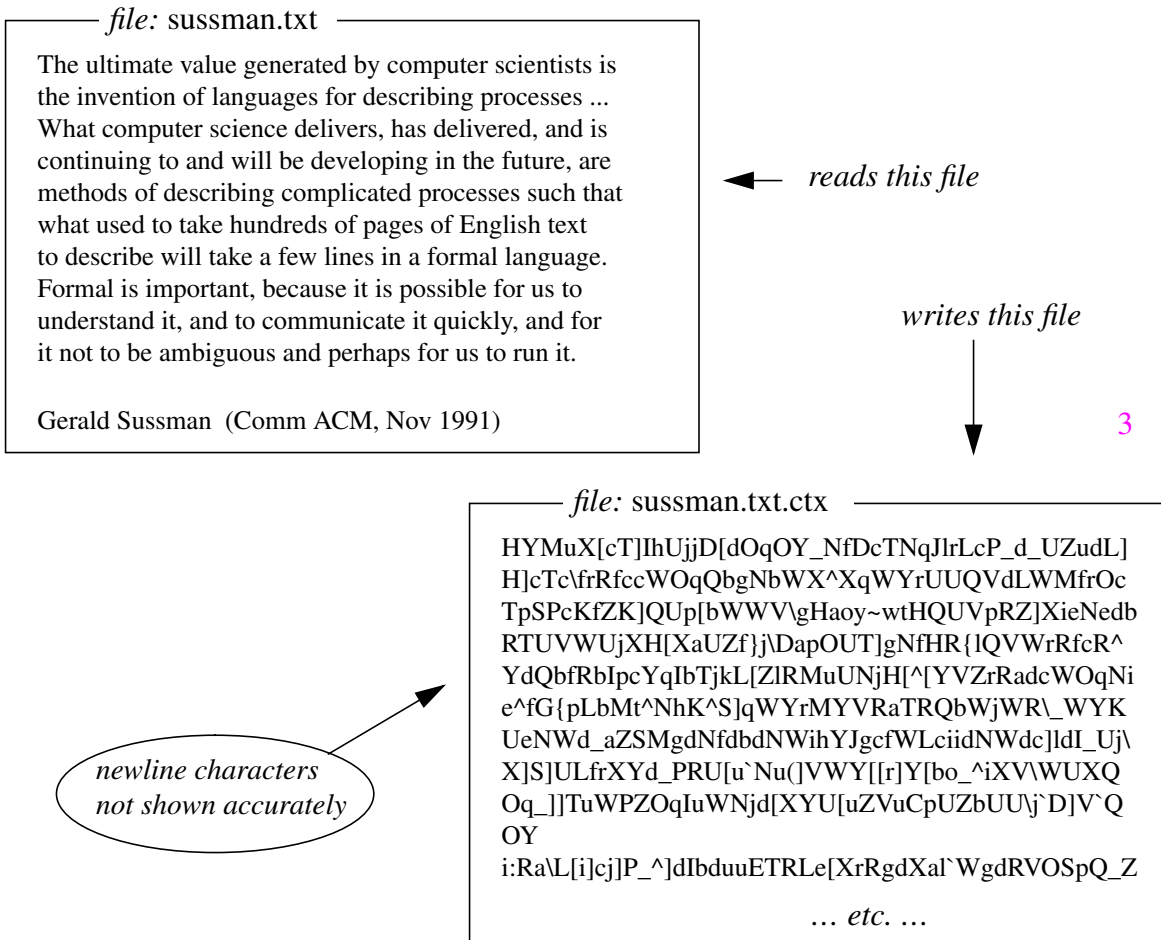 file: sussman.txt
The ultimate value generated by computer scientists is
the invention of languages for describing processes ...
What computer science delivers, has delivered, and is
continuing to and will be developing in the future, are
methods of describing complicated processes such that
what used to take hundreds of pages of English text
to describe will take a few lines in a formal language.
Formal is important, because it is possible for us to
understand it, and to communicate it quickly, and for
it not to be ambiguous and perhaps for us to run it.
Gerald Sussman (Comm ACM, Nov 1991)
reads this file
writes this file
3
file: sussman.txt.ctx
HYMuX[cT]IhUjjD[dOqOY_NfDcTNqJlrLcP_d_UZudL]
H]cTc\frRfccWOqQbgNbWX^XqWYrUUQVdLWMfrOc
TpSPcKfZK]QUp[bWWV\gHaoy~wtHQUVpRZ]XieNedb
RTUVWUjXH[XaUZf}j\DapOUT]gNfHR{lQVWrRfcR^
YdQbfRbIpcYqIbTjkL[ZlRMuUNjH[^[YVZrRadcWOqNi
e^fG{pLbMt^NhK^S]qWYrMYVRaTRQbWjWR\_WYK
UeNWd_aZSMgdNfdbdNWihYJgcfWLciidNWdc]ldI_Uj\
X]S]ULfrXYd_PRU[u`Nu(]VWY[[r]Y[bo_^iXV\WUXQ
Oq_]]TuWPZOqIuWNjd[XYU[uZVuCpUZbUU\j`D]V`Q
OY
i:Ra\L[i]cj]P_^]dIbduuETRLe[XrRgdXal`WgdRVOSpQ_Z
... etc. ...
newline characters
not shown accurately